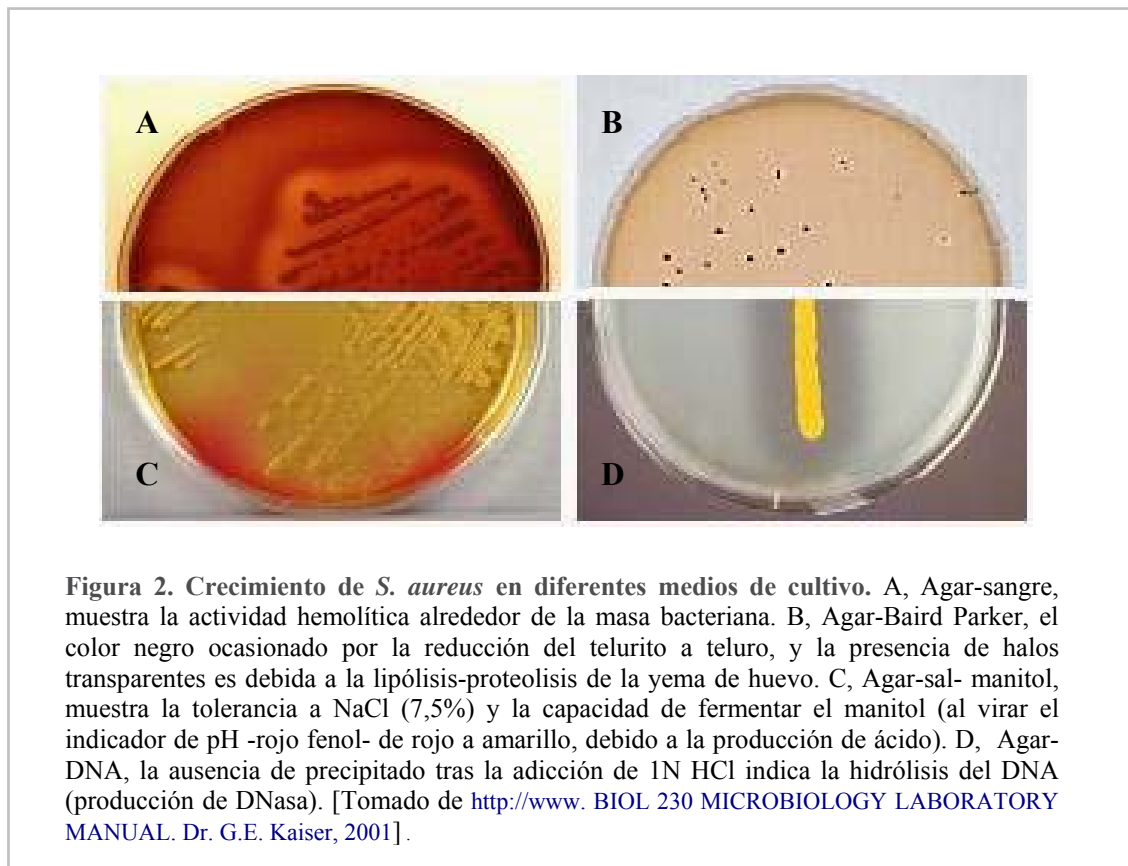 A
B
C
D
Figura 2. Crecimiento de S. aureus en diferentes medios de cultivo. A, Agar-sangre,
muestra la actividad hemolítica alrededor de la masa bacteriana. B, Agar-Baird Parker, el
color negro ocasionado por la reducción del telurito a teluro, y la presencia de halos
transparentes es debida a la lipólisis-proteolisis de la yema de huevo. C, Agar-sal- manitol,
muestra la tolerancia a NaCl (7,5%) y la capacidad de fermentar el manitol (al virar el
indicador de pH -rojo fenol- de rojo a amarillo, debido a la producción de ácido). D, Agar-
DNA, la ausencia de precipitado tras la adicción de 1N HCl indica la hidrólisis del DNA
(producción de DNasa). [Tomado de http://www. BIOL 230 MICROBIOLOGY LABORATORY
MANUAL. Dr. G.E. Kaiser, 2001] .